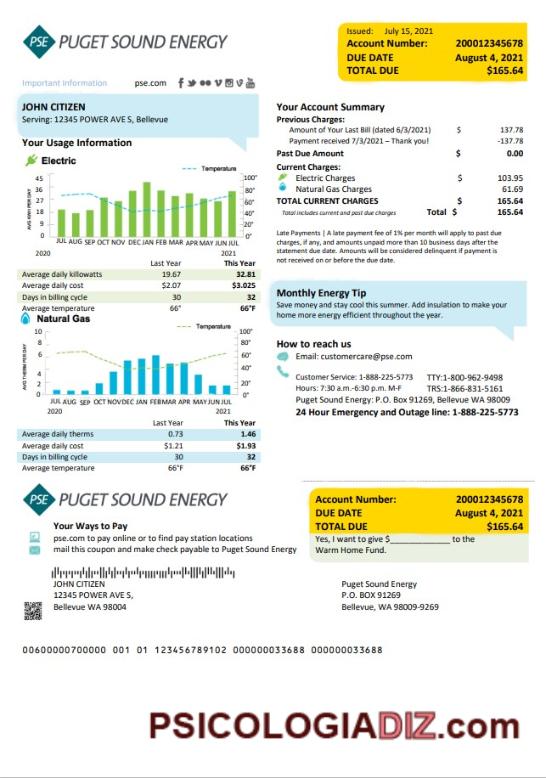 PSE PUGET SOUND ENERGY
Issued: July 15, 2021
Account Number: 200012345678
DUE DATE August 4, 2021
TOTAL DUE $165.64
Important information pse.com
JOHN CITIZEN
Serving: 12345 POWER AVE S, Bellevue
Your Usage Information
Electric
Temperature
AVG KWH PER DAY
45
36
27
18
9
0
100°
80°
60°
40°
20°
0°
JUL AUG SEP OCT NOV DEC JAN FEB MAR APR MAY JUN JUL
2020 2021
Last Year This Year
Average daily killowatts 19.67 32.81
Average daily cost $2.07 $3.025
Days in billing cycle 30 32
Average temperature 66° 66°F
Natural Gas
Temperature
AVG THERM PER DAY
10
8
6
4
2
0
100°
80°
60°
40°
20°
0°
JUL AUG SEP OCT NOV DEC JAN FEB MAR APR MAY JUN JUL
2020 2021
Last Year This Year
Average daily therms 0.73 1.46
Average daily cost $1.21 $1.93
Days in billing cycle 30 32
Average temperature 66°F 66°F
Your Account Summary
Previous Charges:
Amount of Your Last Bill (dated 6/3/2021) $ 137.78
Payment received 7/3/2021 – Thank you! -137.78
Past Due Amount $ 0.00
Current Charges:
Electric Charges $ 103.95
Natural Gas Charges 61.69
TOTAL CURRENT CHARGES $ 165.64
Total includes current and past due charges Total $ 165.64
Late Payments | A late payment fee of 1% per month will apply to past due
charges, if any, and amounts unpaid more than 10 business days after the
statement due date. Amounts will be considered delinquent if payment is
not received on or before the due date.
Monthly Energy Tip
Save money and stay cool this summer. Add insulation to make your
home more energy efficient throughout the year.
How to reach us
Email: customercare@pse.com
Customer Service: 1-888-225-5773 TTY:1-800-962-9498
Hours: 7:30 a.m.-6:30 p.m. M-F TRS:1-866-831-5161
Puget Sound Energy: P.O. Box 91269, Bellevue WA 98009
24 Hour Emergency and Outage line: 1-888-225-5773
PSE PUGET SOUND ENERGY
Account Number: 200012345678
DUE DATE August 4, 2021
TOTAL DUE $165.64
Yes, I want to give $____________ to the
Warm Home Fund.
Your Ways to Pay
pse.com to pay online or to find pay station locations
mail this coupon and make check payable to Puget Sound Energy
JOHN CITIZEN
12345 POWER AVE S,
Bellevue WA 98004
Puget Sound Energy
P.O. BOX 91269
Bellevue, WA 98009-9269
00600000700000 001 01 123456789102 000000033688 000000033688
PSICOLOGIADIZ.com